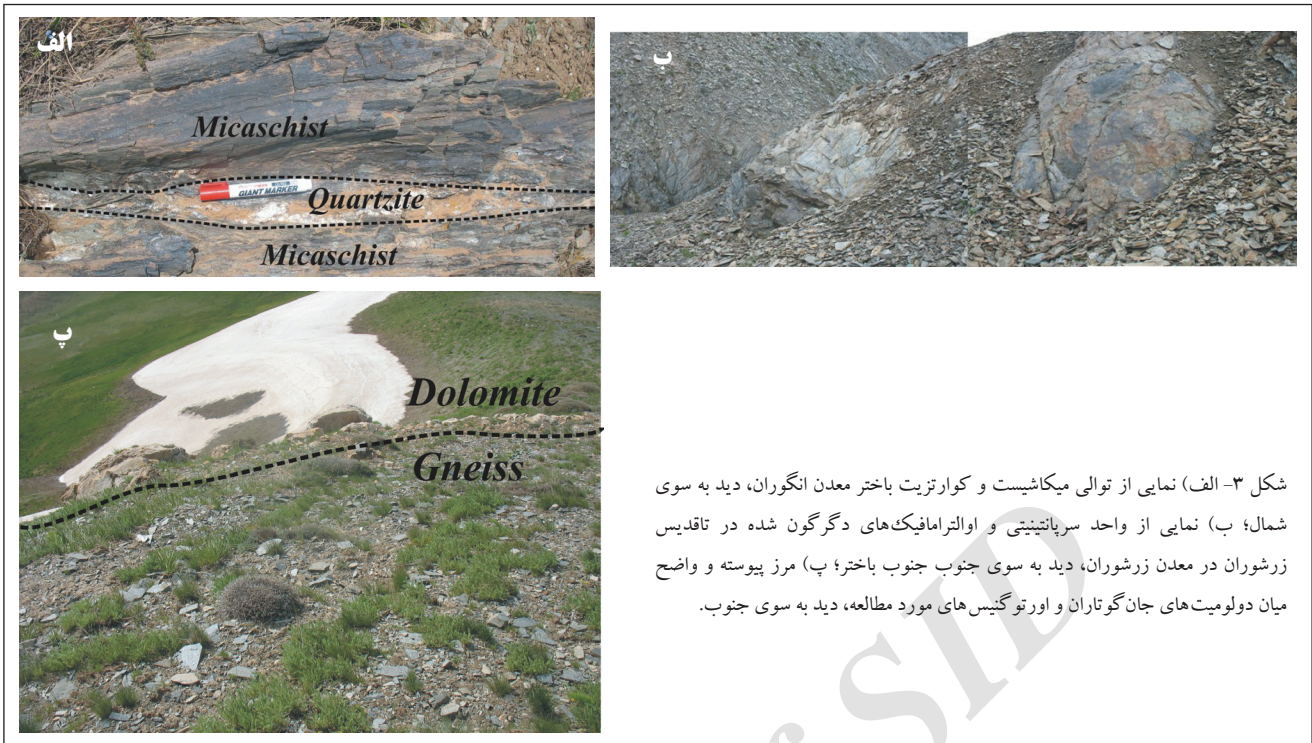 الف
Micaschist
GIANT MARKER
Quartzite
Micaschist
ب
پ
Dolomite
Gneiss
شکل ۳- الف) نمایی از توالی میکاشیست و کوارتزیت باختر معدن انگوران، دید به سوی
شمال؛ ب) نمایی از واحد سرپانتینیتی و اولترامافیک‌های دگرگون شده در تاقدیس
زرشوران در معدن زرشوران، دید به سوی جنوب جنوب باختر؛ پ) مرز پیوسته و واضح
میان دولومیت‌های جان‌گوتاران و اورتوگنیس‌های مورد مطالعه، دید به سوی جنوب.
SID